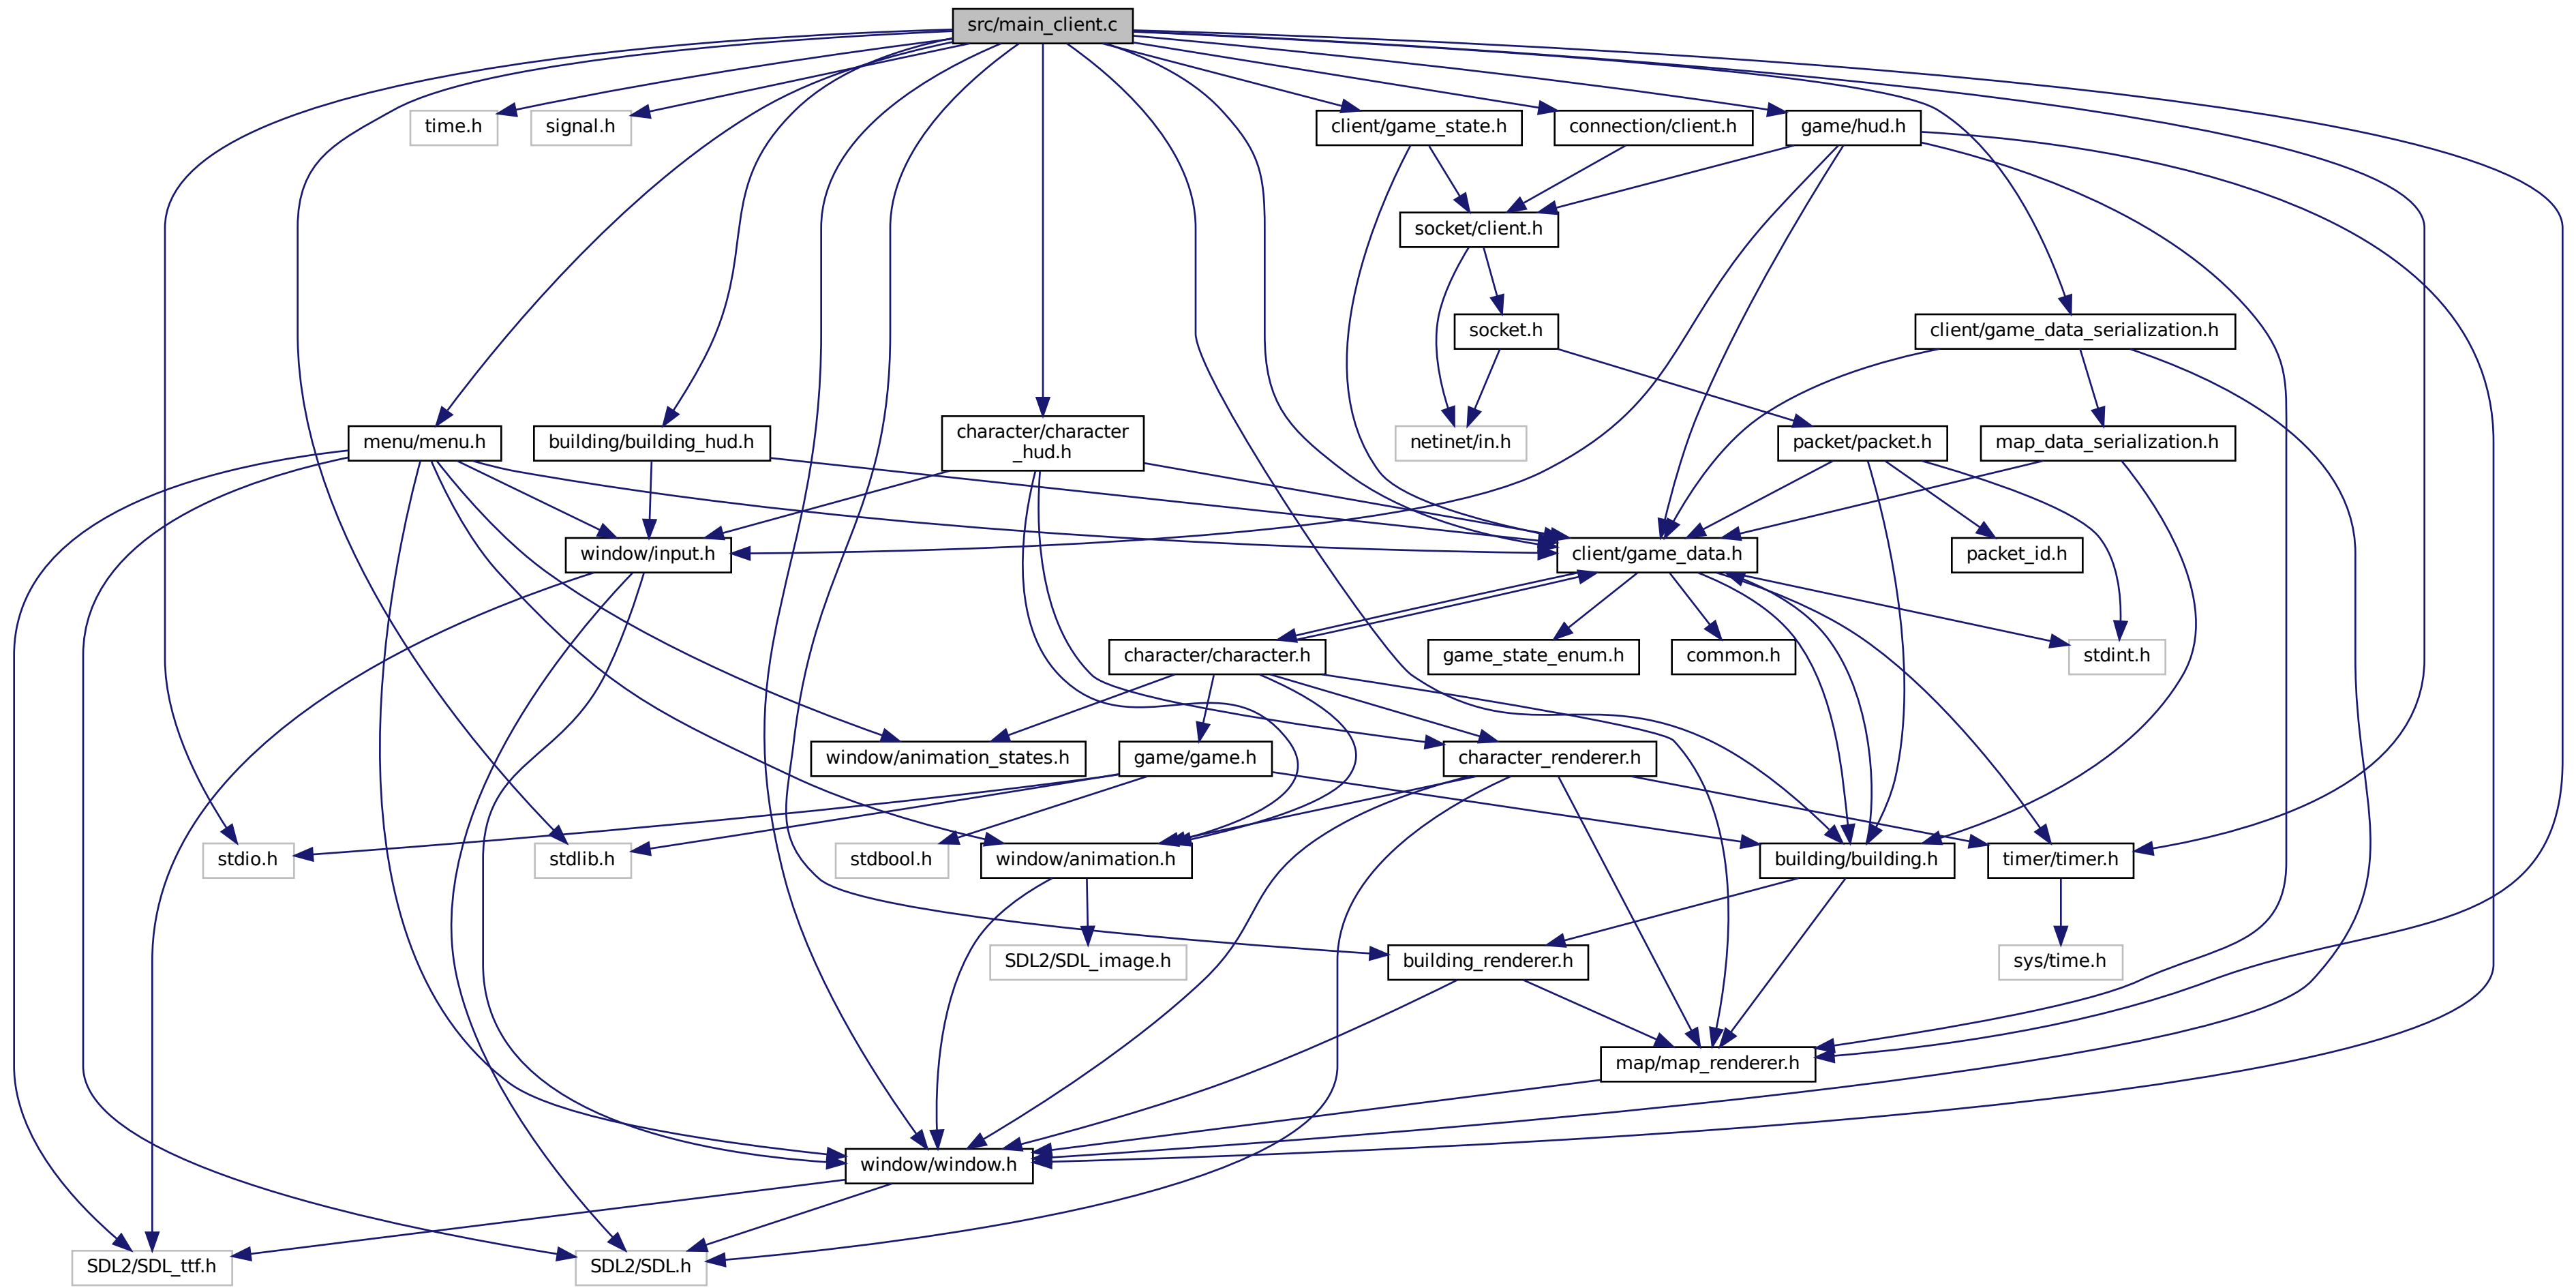 src/main_client.c
time.h
signal.h
client/game_state.h
connection/client.h
game/hud.h
socket/client.h
socket.h
client/game_data_serialization.h
menu/menu.h
building/building_hud.h
character/character
_hud.h
netinet/in.h
packet/packet.h
map_data_serialization.h
window/input.h
client/game_data.h
packet_id.h
character/character.h
game_state_enum.h
common.h
stdint.h
window/animation_states.h
game/game.h
character_renderer.h
stdio.h
stdlib.h
stdbool.h
window/animation.h
building/building.h
timer/timer.h
SDL2/SDL_image.h
building_renderer.h
sys/time.h
map/map_renderer.h
window/window.h
SDL2/SDL_ttf.h
SDL2/SDL.h